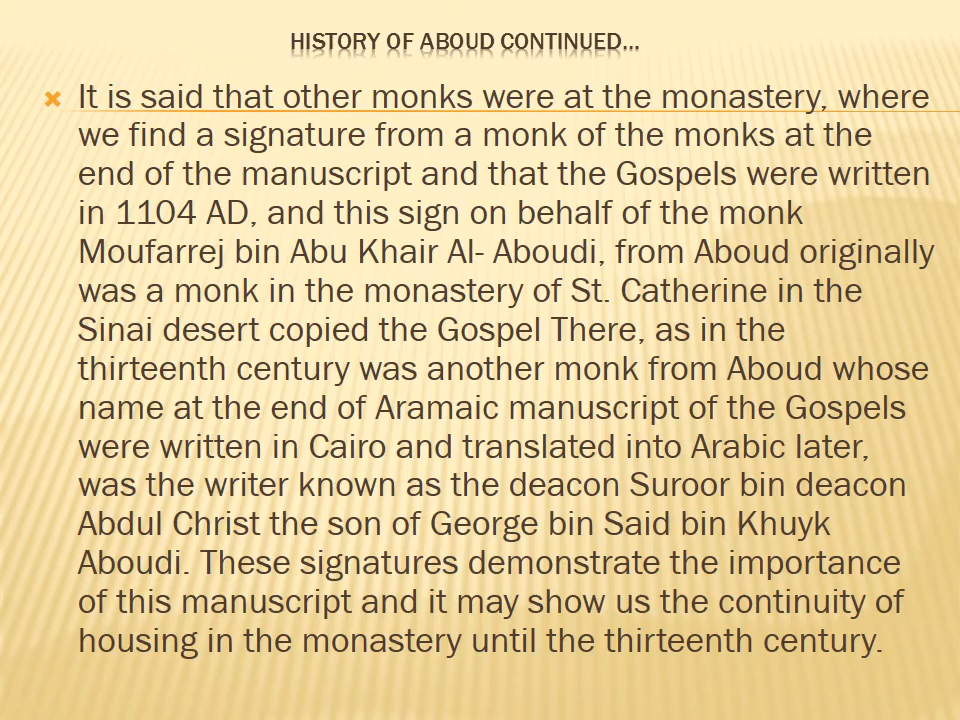 HISTORY OF ABOUD CONTINUED...
It is said that other monks were at the monastery, where
we find a signature from a monk of the monks at the
end of the manuscript and that the Gospels were written
in 1104 AD, and this sign on behalf of the monk
Moufarrej bin Abu Khair Al- Aboudi, from Aboud originally
was a monk in the monastery of St. Catherine in the
Sinai desert copied the Gospel There, as in the
thirteenth century was another monk from Aboud whose
name at the end of Aramaic manuscript of the Gospels
were written in Cairo and translated into Arabic later,
was the writer known as the deacon Suroor bin deacon
Abdul Christ the son of George bin Said bin Khuyk
Aboudi. These signatures demonstrate the importance
of this manuscript and it may show us the continuity of
housing in the monastery until the thirteenth century.